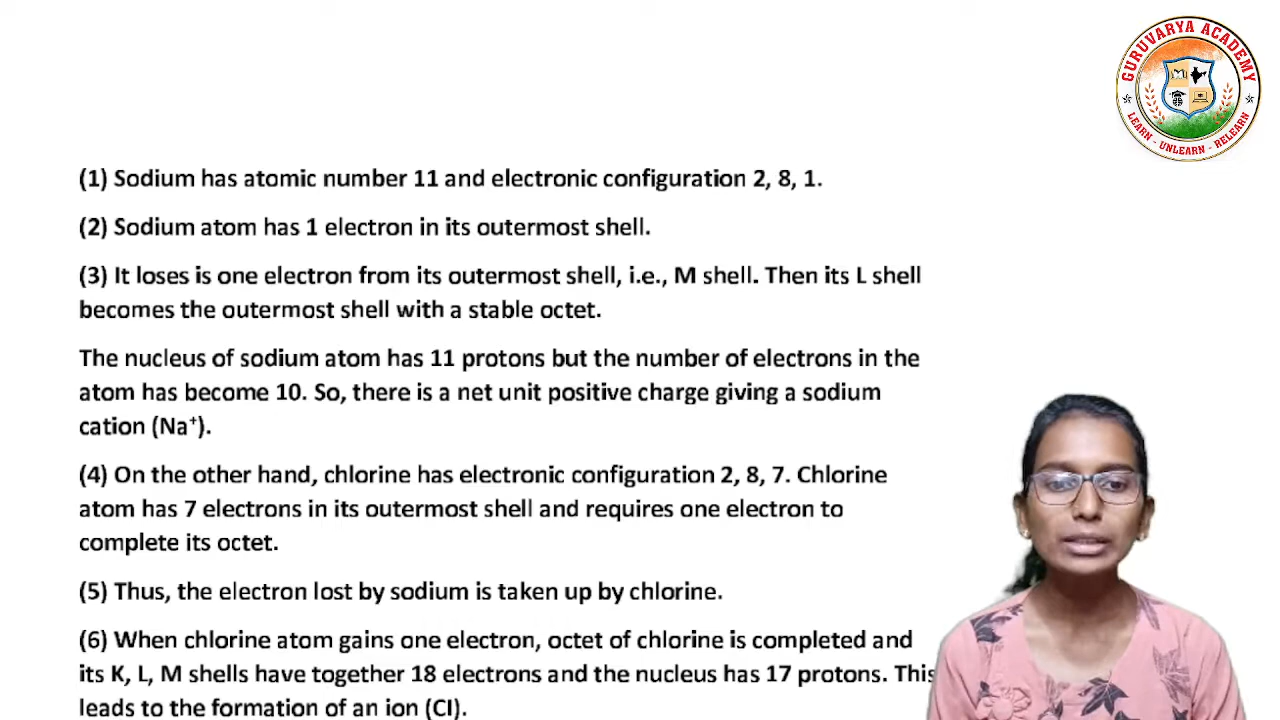 GURUVARYA ACADEMY
LEARN - UNLEARN - RELEARN
(1) Sodium has atomic number 11 and electronic configuration 2, 8, 1.
(2) Sodium atom has 1 electron in its outermost shell.
(3) It loses is one electron from its outermost shell, i.e., M shell. Then its L shell
becomes the outermost shell with a stable octet.
The nucleus of sodium atom has 11 protons but the number of electrons in the
atom has become 10. So, there is a net unit positive charge giving a sodium
cation (Na⁺).
(4) On the other hand, chlorine has electronic configuration 2, 8, 7. Chlorine
atom has 7 electrons in its outermost shell and requires one electron to
complete its octet.
(5) Thus, the electron lost by sodium is taken up by chlorine.
(6) When chlorine atom gains one electron, octet of chlorine is completed and
its K, L, M shells have together 18 electrons and the nucleus has 17 protons. This
leads to the formation of an ion (Cl).